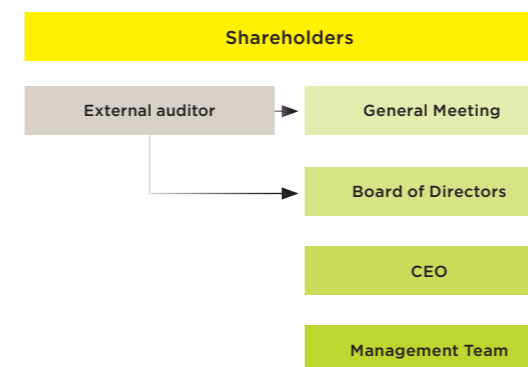 Shareholders
External auditor
General Meeting
Board of Directors
CEO
Management Team